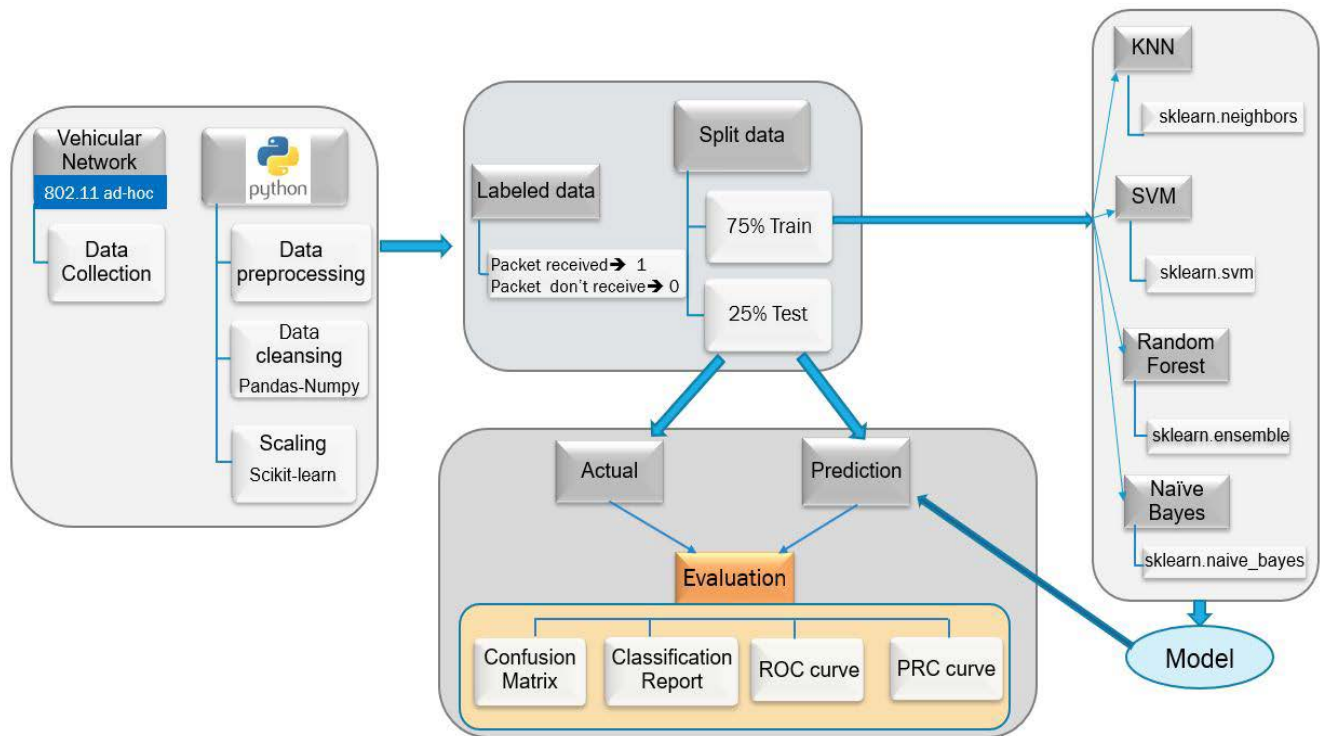 Vehicular
Network
802.11 ad-hoc
Data
Collection
python
Data
preprocessing
Data
cleansing
Pandas-Numpy
Scaling
Scikit-learn
Labeled data
Packet received➔ 1
Packet don't receive➔ 0
Split data
75% Train
25% Test
KNN
sklearn.neighbors
SVM
sklearn.svm
Random
Forest
sklearn.ensemble
Naïve
Bayes
sklearn.naive_bayes
Model
Actual
Prediction
Evaluation
Confusion
Matrix
Classification
Report
ROC curve
PRC curve